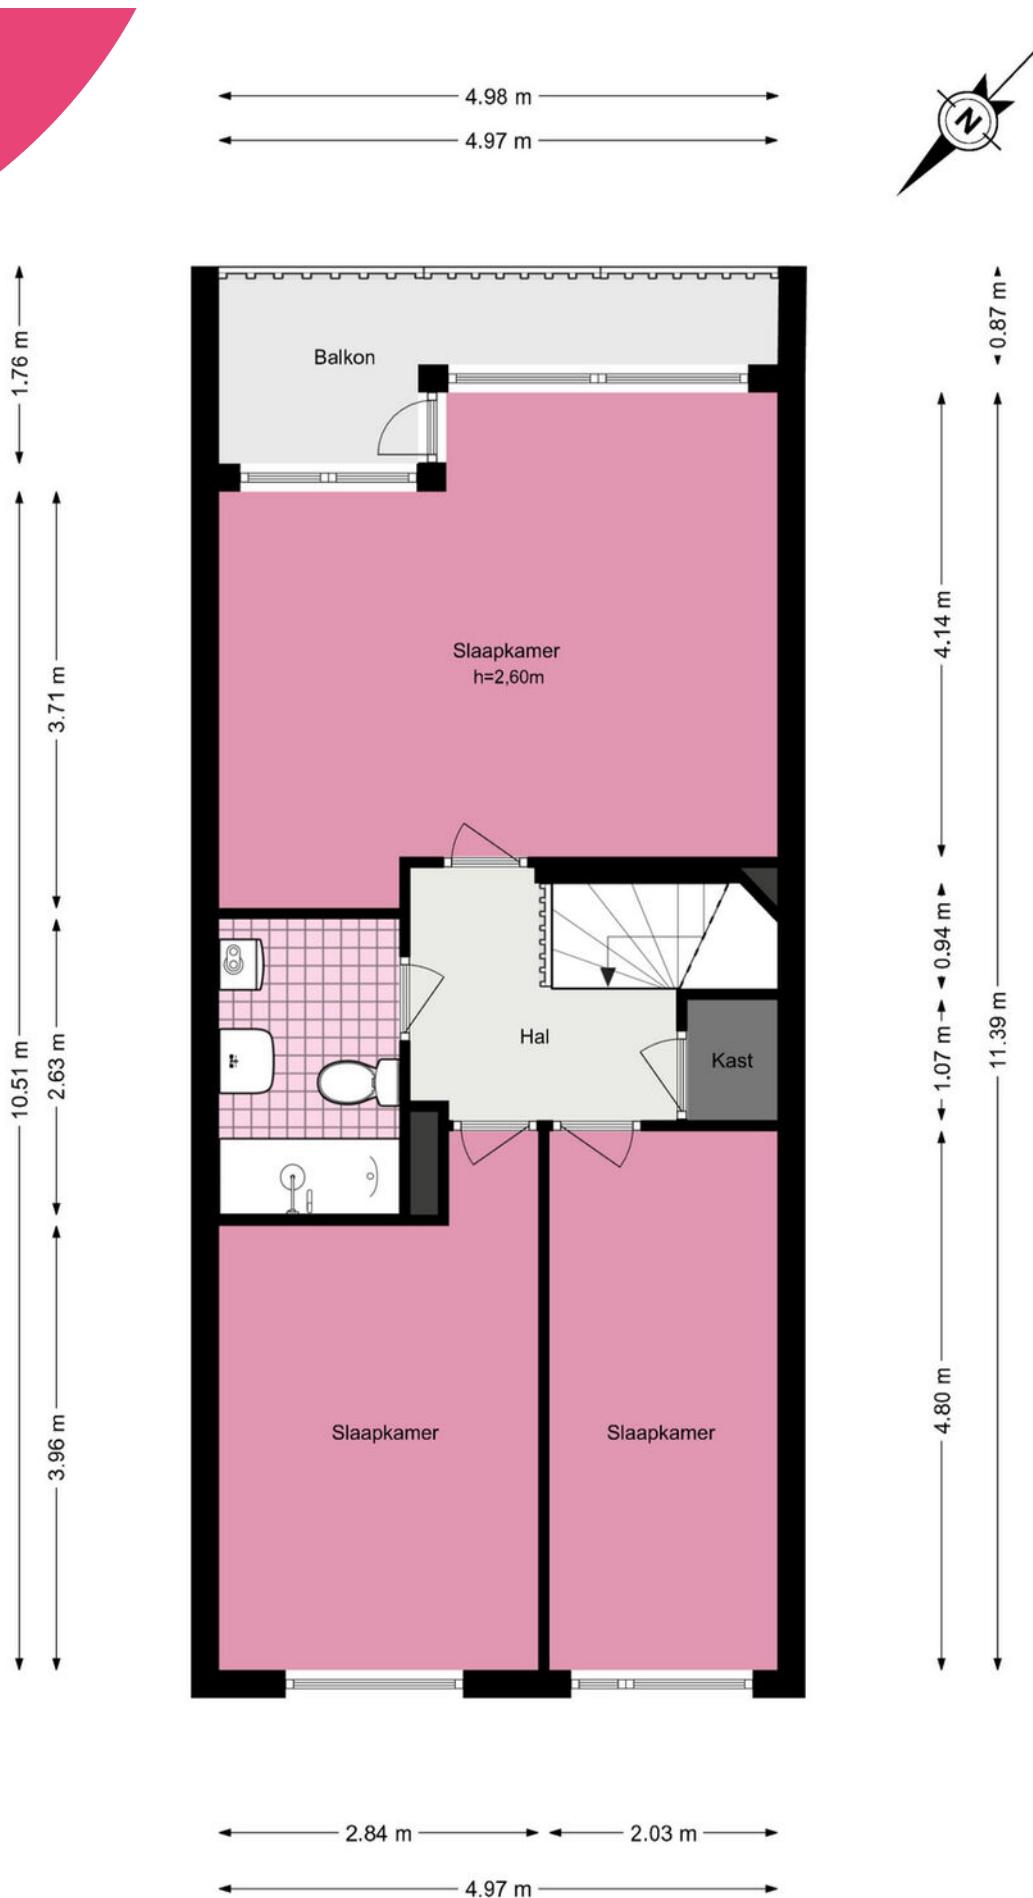 4.98 m
4.97 m
N
1.76 m
0.87 m
Balkon
10.51 m
3.71 m
Slaapkamer
h=2,60m
4.14 m
11.39 m
0.94 m
2.63 m
Hal
Kast
1.07 m
3.96 m
Slaapkamer
Slaapkamer
4.80 m
2.84 m
2.03 m
4.97 m